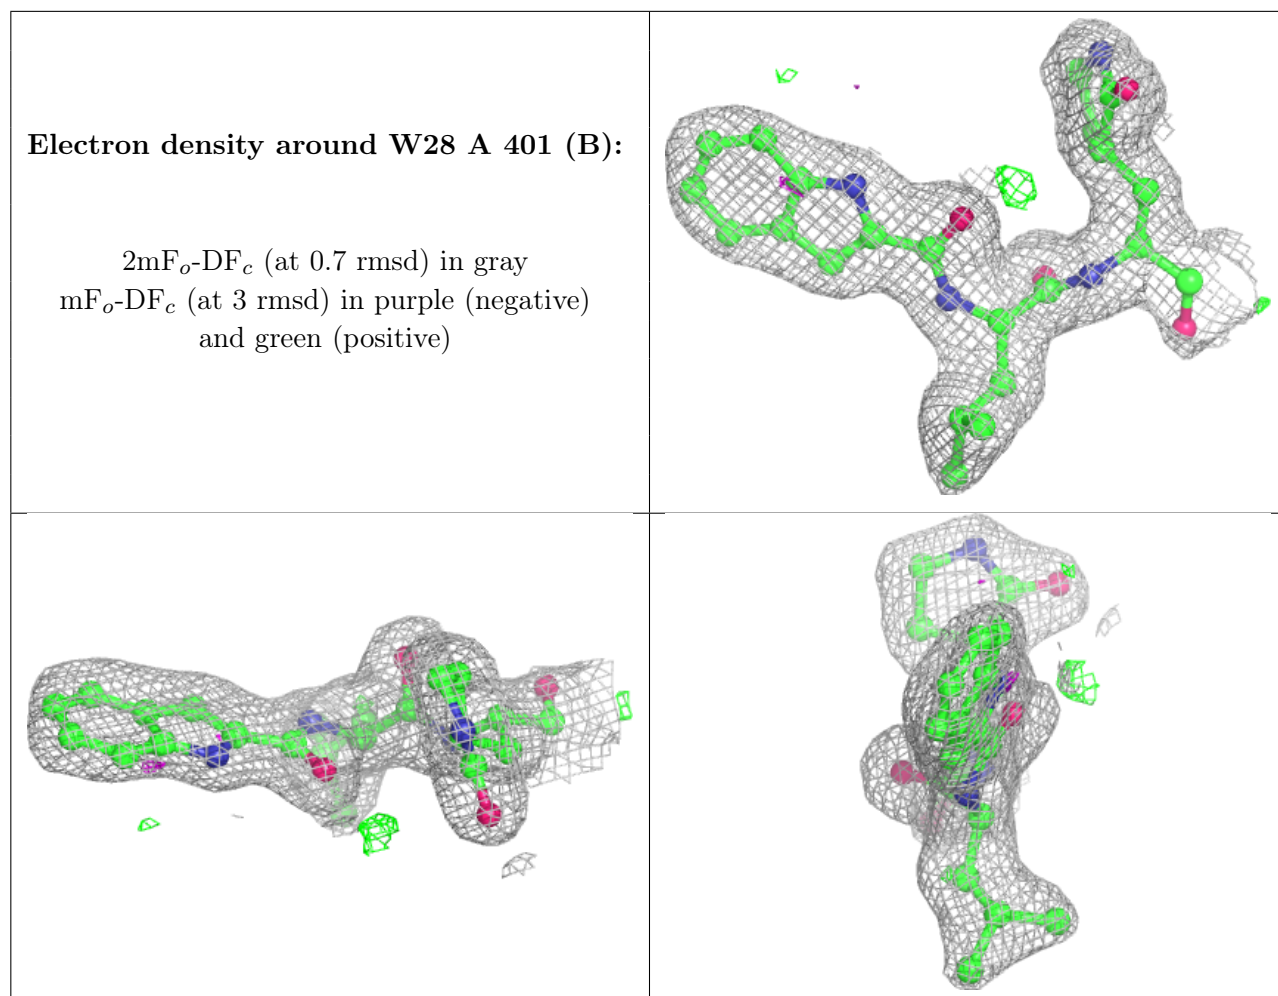 Electron density around W28 A 401 (B):
2mFo-DFc (at 0.7 rmsd) in gray
mFo-DFc (at 3 rmsd) in purple (negative)
and green (positive)